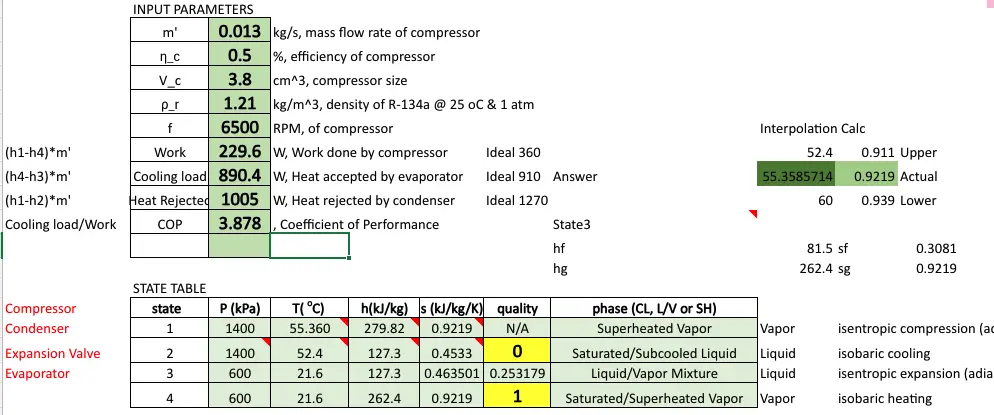 INPUT PARAMETERS
m' 0.013 kg/s, mass flow rate of compressor
η_c 0.5 %, efficiency of compressor
V_c 3.8 cm^3, compressor size
ρ_r 1.21 kg/m^3, density of R-134a @ 25 oC & 1 atm
f 6500 RPM, of compressor Interpolation Calc
(h1-h4)*m' Work 229.6 W, Work done by compressor Ideal 360 52.4 0.911 Upper
(h4-h3)*m' Cooling load 890.4 W, Heat accepted by evaporator Ideal 910 Answer 55.3585714 0.9219 Actual
(h1-h2)*m' Heat Rejected 1005 W, Heat rejected by condenser Ideal 1270 60 0.939 Lower
Cooling load/Work COP 3.878 , Coefficient of Performance State3
hf 81.5 sf 0.3081
hg 262.4 sg 0.9219
STATE TABLE
Compressor state P (kPa) T( ⁰C) h(kJ/kg) s (kJ/kg/K) quality phase (CL, L/V or SH)
Condenser 1 1400 55.360 279.82 0.9219 N/A Superheated Vapor Vapor isentropic compression (ad
Expansion Valve 2 1400 52.4 127.3 0.4533 0 Saturated/Subcooled Liquid Liquid isobaric cooling
Evaporator 3 600 21.6 127.3 0.463501 0.253179 Liquid/Vapor Mixture Liquid isentropic expansion (adia
4 600 21.6 262.4 0.9219 1 Saturated/Superheated Vapor Vapor isobaric heating